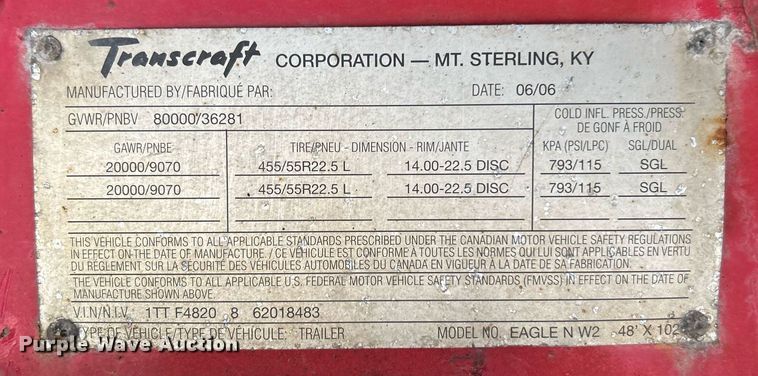 Transcraft CORPORATION — MT. STERLING, KY
MANUFACTURED BY/FABRIQUÉ PAR: DATE: 06/06
GVWR/PNBV 80000/36281
COLD INFL. PRESS./PRESS. DE GONF À FROID
GAWR/PNBE TIRE/PNEU - DIMENSION - RIM/JANTE KPA (PSI/LPC) SGL/DUAL
20000/9070 455/55R22.5 L 14.00-22.5 DISC 793/115 SGL
20000/9070 455/55R22.5 L 14.00-22.5 DISC 793/115 SGL
THIS VEHICLE CONFORMS TO ALL APPLICABLE STANDARDS PRESCRIBED UNDER THE CANADIAN MOTOR VEHICLE SAFETY REGULATIONS
IN EFFECT ON THE DATE OF MANUFACTURE. / CE VÉHICULE EST CONFORME À TOUTES LES NORMES QUI LUI SONT APPLICABLES EN VERTU
DU RÈGLEMENT SUR LA SÉCURITÉ DES VÉHICULES AUTOMOBILES DU CANADA EN VIGUEUR À LA DATE DE SA FABRICATION.
THE VEHICLE CONFORMS TO ALL APPLICABLE U.S. FEDERAL MOTOR VEHICLE SAFETY STANDARDS (FMVSS) IN EFFECT ON THE DATE OF
MANUFACTURE SHOWN ABOVE.
V.I.N/N.I.V. 1TT F4820 8 62018483
TYPE OF VEHICLE/TYPE DE VÉHICULE: TRAILER MODEL NO. EAGLE N W2 48' X 102
Purple Wave Auction